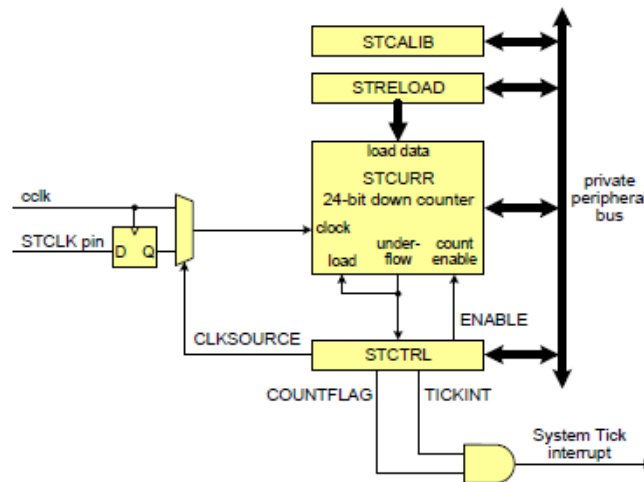 STCALIB
STRELOAD
load data
STCURR
24-bit down counter
private
periphera
bus
cclk
clock
STCLK pin
D Q
under-
flow
count
enable
load
ENABLE
CLKSOURCE
STCTRL
COUNTFLAG
TICKINT
System Tick
interrupt